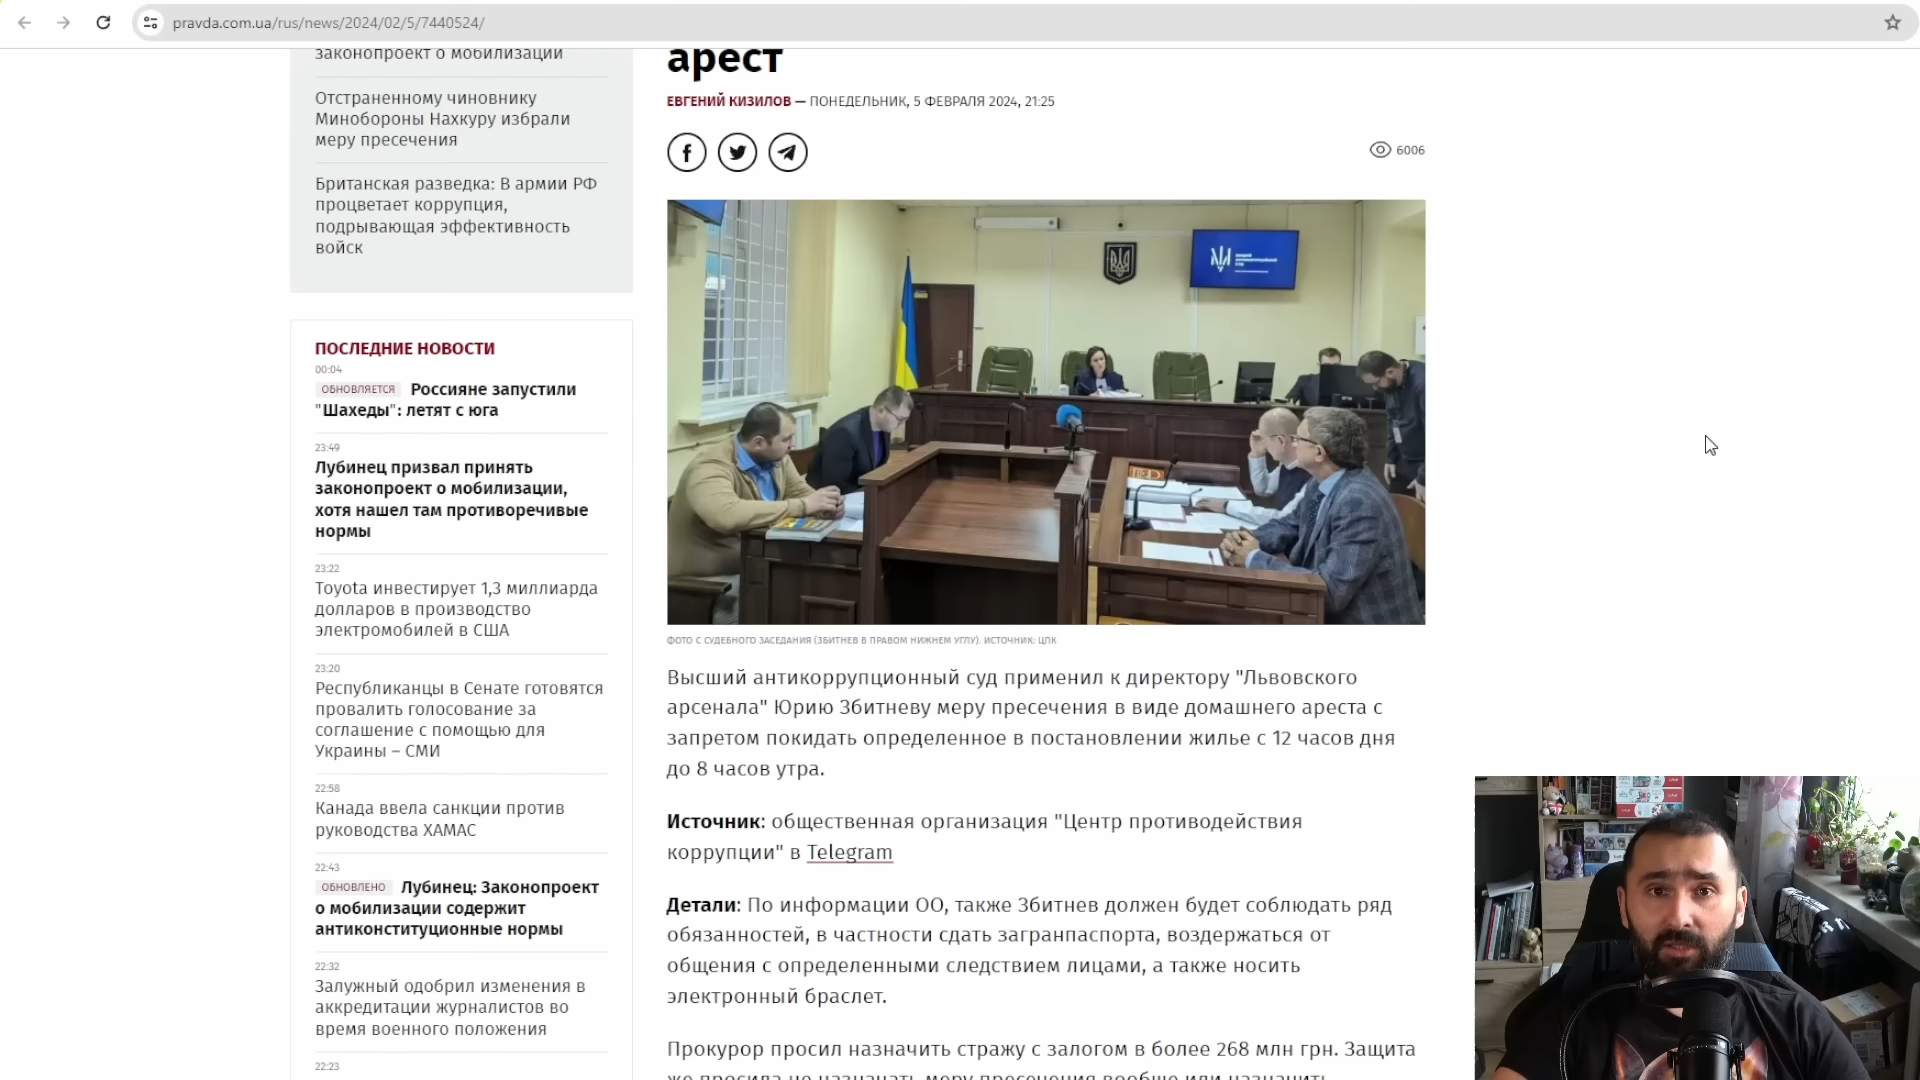 pravda.com.ua/rus/news/2024/02/5/7440524/
законопроект о мобилизации
Отстраненному чиновнику
Минобороны Нахкуру избрали
меру пресечения
Британская разведка: В армии РФ
процветает коррупция,
подрывающая эффективность
войск
ПОСЛЕДНИЕ НОВОСТИ
00:04
ОБНОВЛЯЕТСЯ Россияне запустили
"Шахеды": летят с юга
23:49
Лубинец призвал принять
законопроект о мобилизации,
хотя нашел там противоречивые
нормы
23:22
Toyota инвестирует 1,3 миллиарда
долларов в производство
электромобилей в США
23:20
Республиканцы в Сенате готовятся
провалить голосование за
соглашение с помощью для
Украины – СМИ
22:58
Канада ввела санкции против
руководства ХАМАС
22:43
ОБНОВЛЕНО Лубинец: Законопроект
о мобилизации содержит
антиконституционные нормы
22:32
Залужный одобрил изменения в
аккредитации журналистов во
время военного положения
22:23
арест
ЕВГЕНИЙ КИЗИЛОВ — ПОНЕДЕЛЬНИК, 5 ФЕВРАЛЯ 2024, 21:25
6006
ФОТО С СУДЕБНОГО ЗАСЕДАНИЯ (ЗБИТНЕВ В ПРАВОМ НИЖНЕМ УГЛУ). ИСТОЧНИК: ЦПК
Высший антикоррупционный суд применил к директору "Львовского
арсенала" Юрию Збитневу меру пресечения в виде домашнего ареста с
запретом покидать определенное в постановлении жилье с 12 часов дня
до 8 часов утра.
Источник: общественная организация "Центр противодействия
коррупции" в Telegram
Детали: По информации ОО, также Збитнев должен будет соблюдать ряд
обязанностей, в частности сдать загранпаспорта, воздержаться от
общения с определенными следствием лицами, а также носить
электронный браслет.
Прокурор просил назначить стражу с залогом в более 268 млн грн. Защита
же просила не назначать меру пресечения вообще или назначить